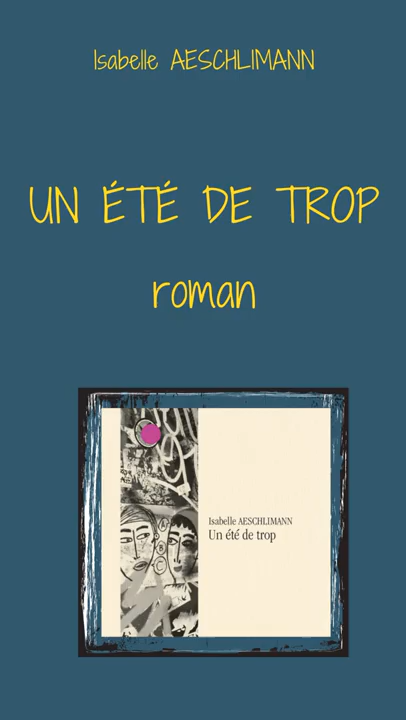 Isabelle AESCHLIMANN
UN ÉTÉ DE TROP
roman
Isabelle AESCHLIMANN
Un été de trop